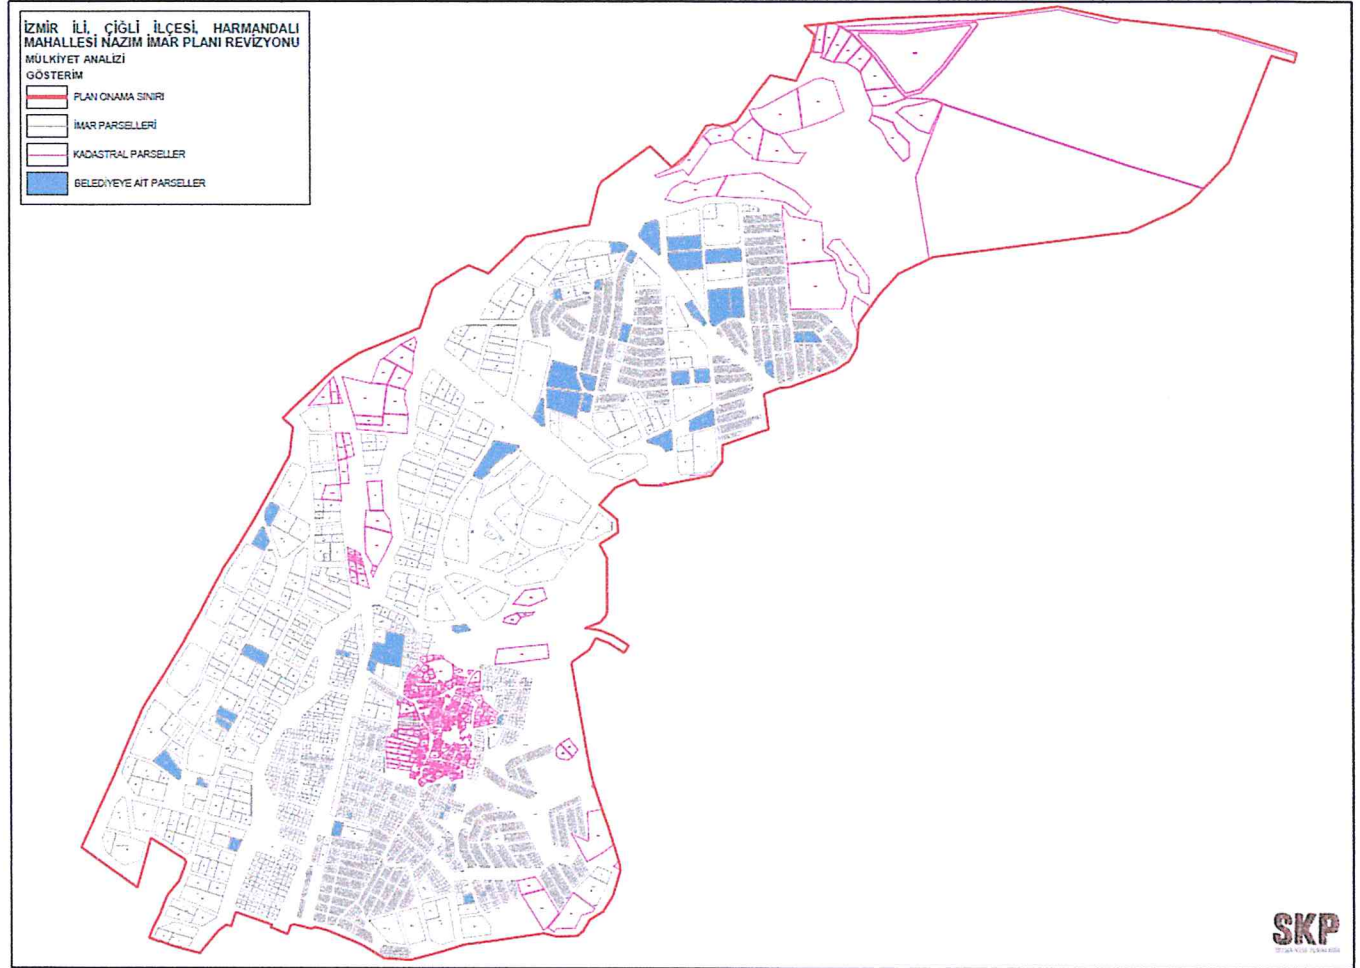 İZMİR İLİ, ÇİĞLİ İLÇESİ, HARMANDALI
MAHALLESİ NAZIM İMAR PLANI REVİZYONU
MÜLKİYET ANALİZİ
GÖSTERİM
PLAN ONAMA SINIRI
İMAR PARSELLERİ
KADASTRAL PARSELLER
BELEDİYEYE AİT PARSELLER
SKP